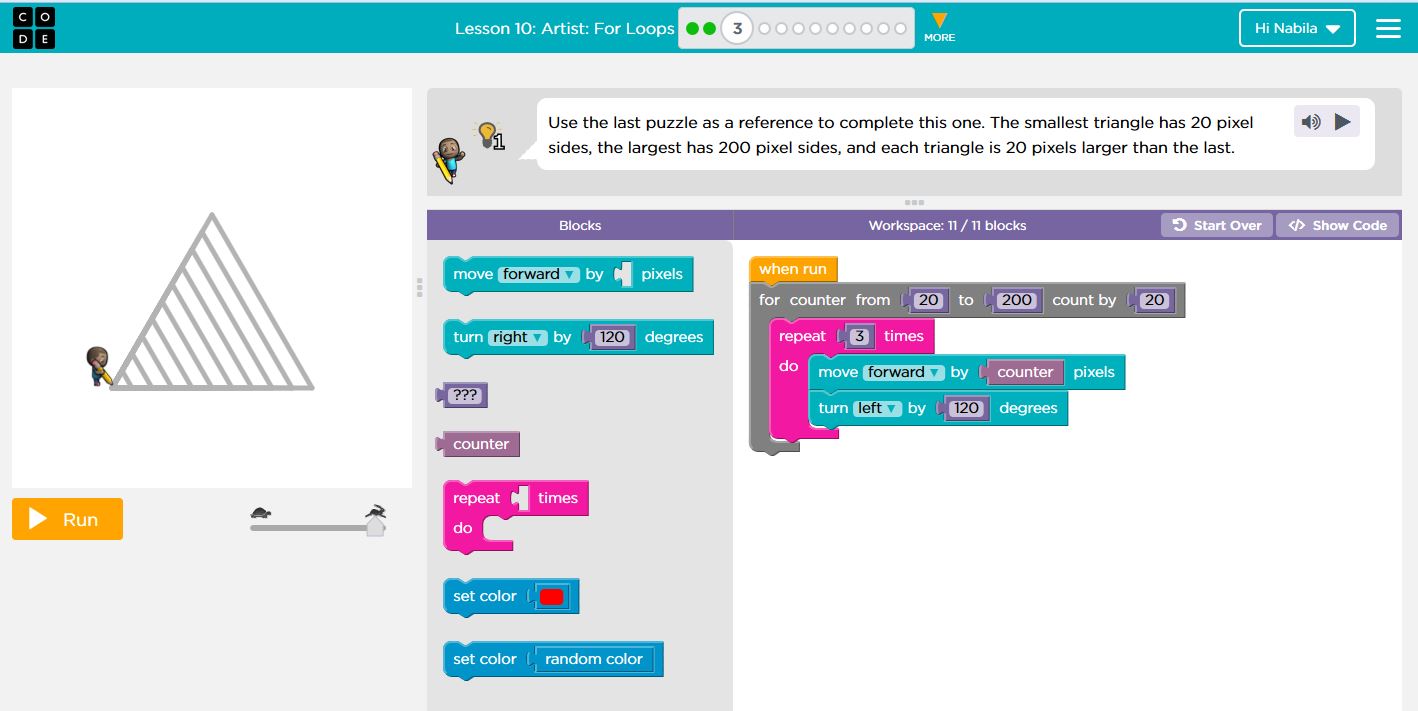 C O
D E
Lesson 10: Artist: For Loops
3
MORE
Hi Nabila
1
Use the last puzzle as a reference to complete this one. The smallest triangle has 20 pixel
sides, the largest has 200 pixel sides, and each triangle is 20 pixels larger than the last.
Blocks
Workspace: 11 / 11 blocks
Start Over
</> Show Code
move forward by pixels
turn right by 120 degrees
???
counter
repeat times
do
set color
set color random color
when run
for counter from 20 to 200 count by 20
repeat 3 times
do
move forward by counter pixels
turn left by 120 degrees
Run